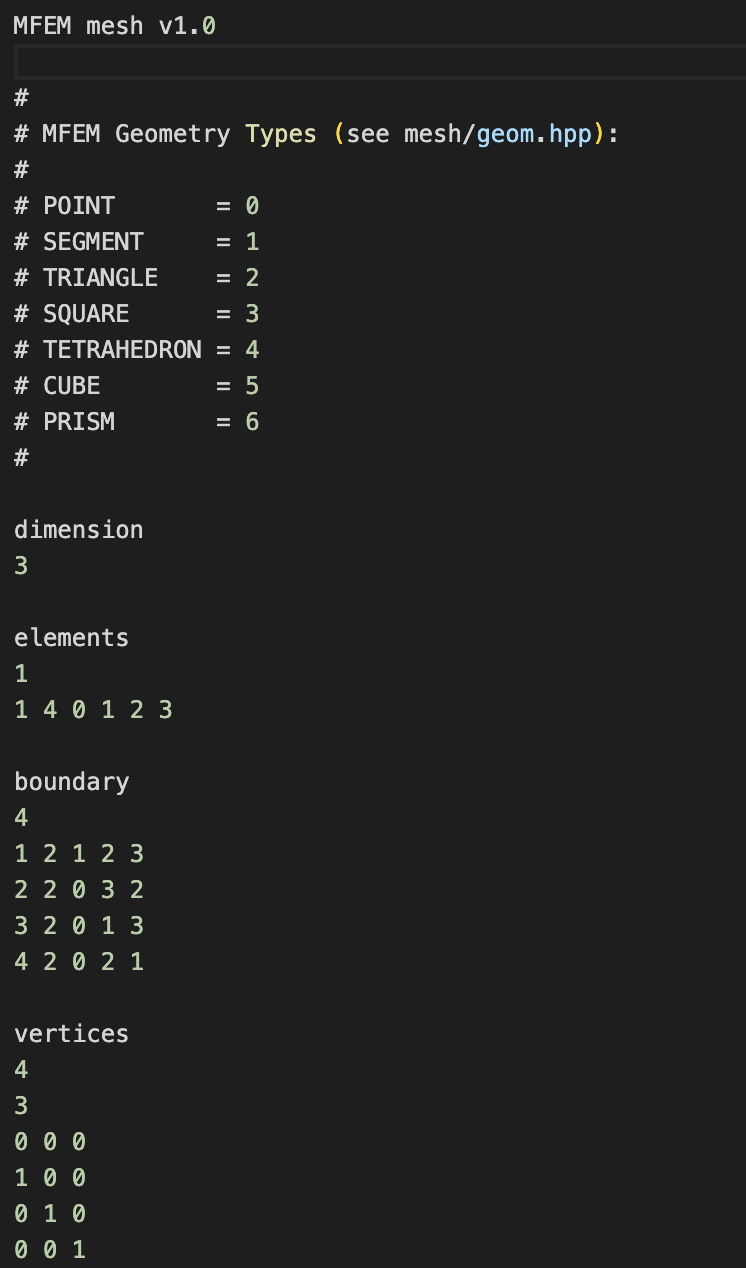 MFEM mesh v1.0
#
# MFEM Geometry Types (see mesh/geom.hpp):
#
# POINT       = 0
# SEGMENT     = 1
# TRIANGLE    = 2
# SQUARE      = 3
# TETRAHEDRON = 4
# CUBE        = 5
# PRISM       = 6
#
dimension
3
elements
1
1 4 0 1 2 3
boundary
4
1 2 1 2 3
2 2 0 3 2
3 2 0 1 3
4 2 0 2 1
vertices
4
3
0 0 0
1 0 0
0 1 0
0 0 1